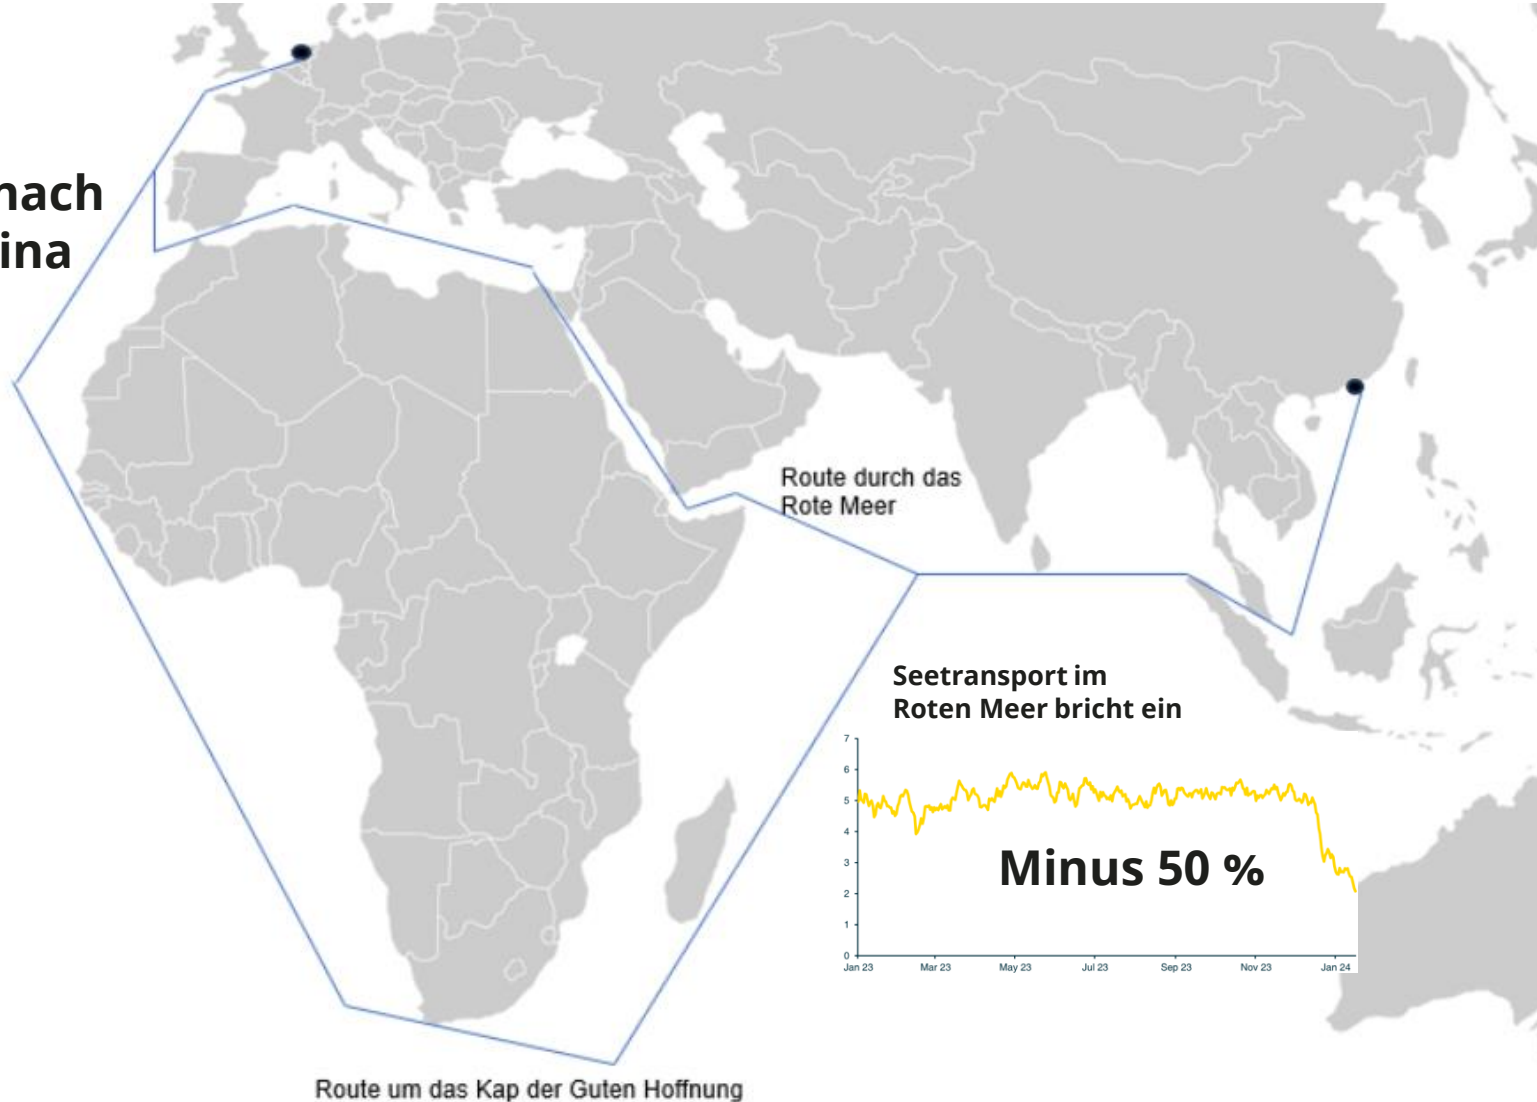 nach
ina
Route durch das
Rote Meer
Seetransport im
Roten Meer bricht ein
7
6
5
4
3
2
1
0
Minus 50 %
Jan 23 Mar 23 May 23 Jul 23 Sep 23 Nov 23 Jan 24
Route um das Kap der Guten Hoffnung